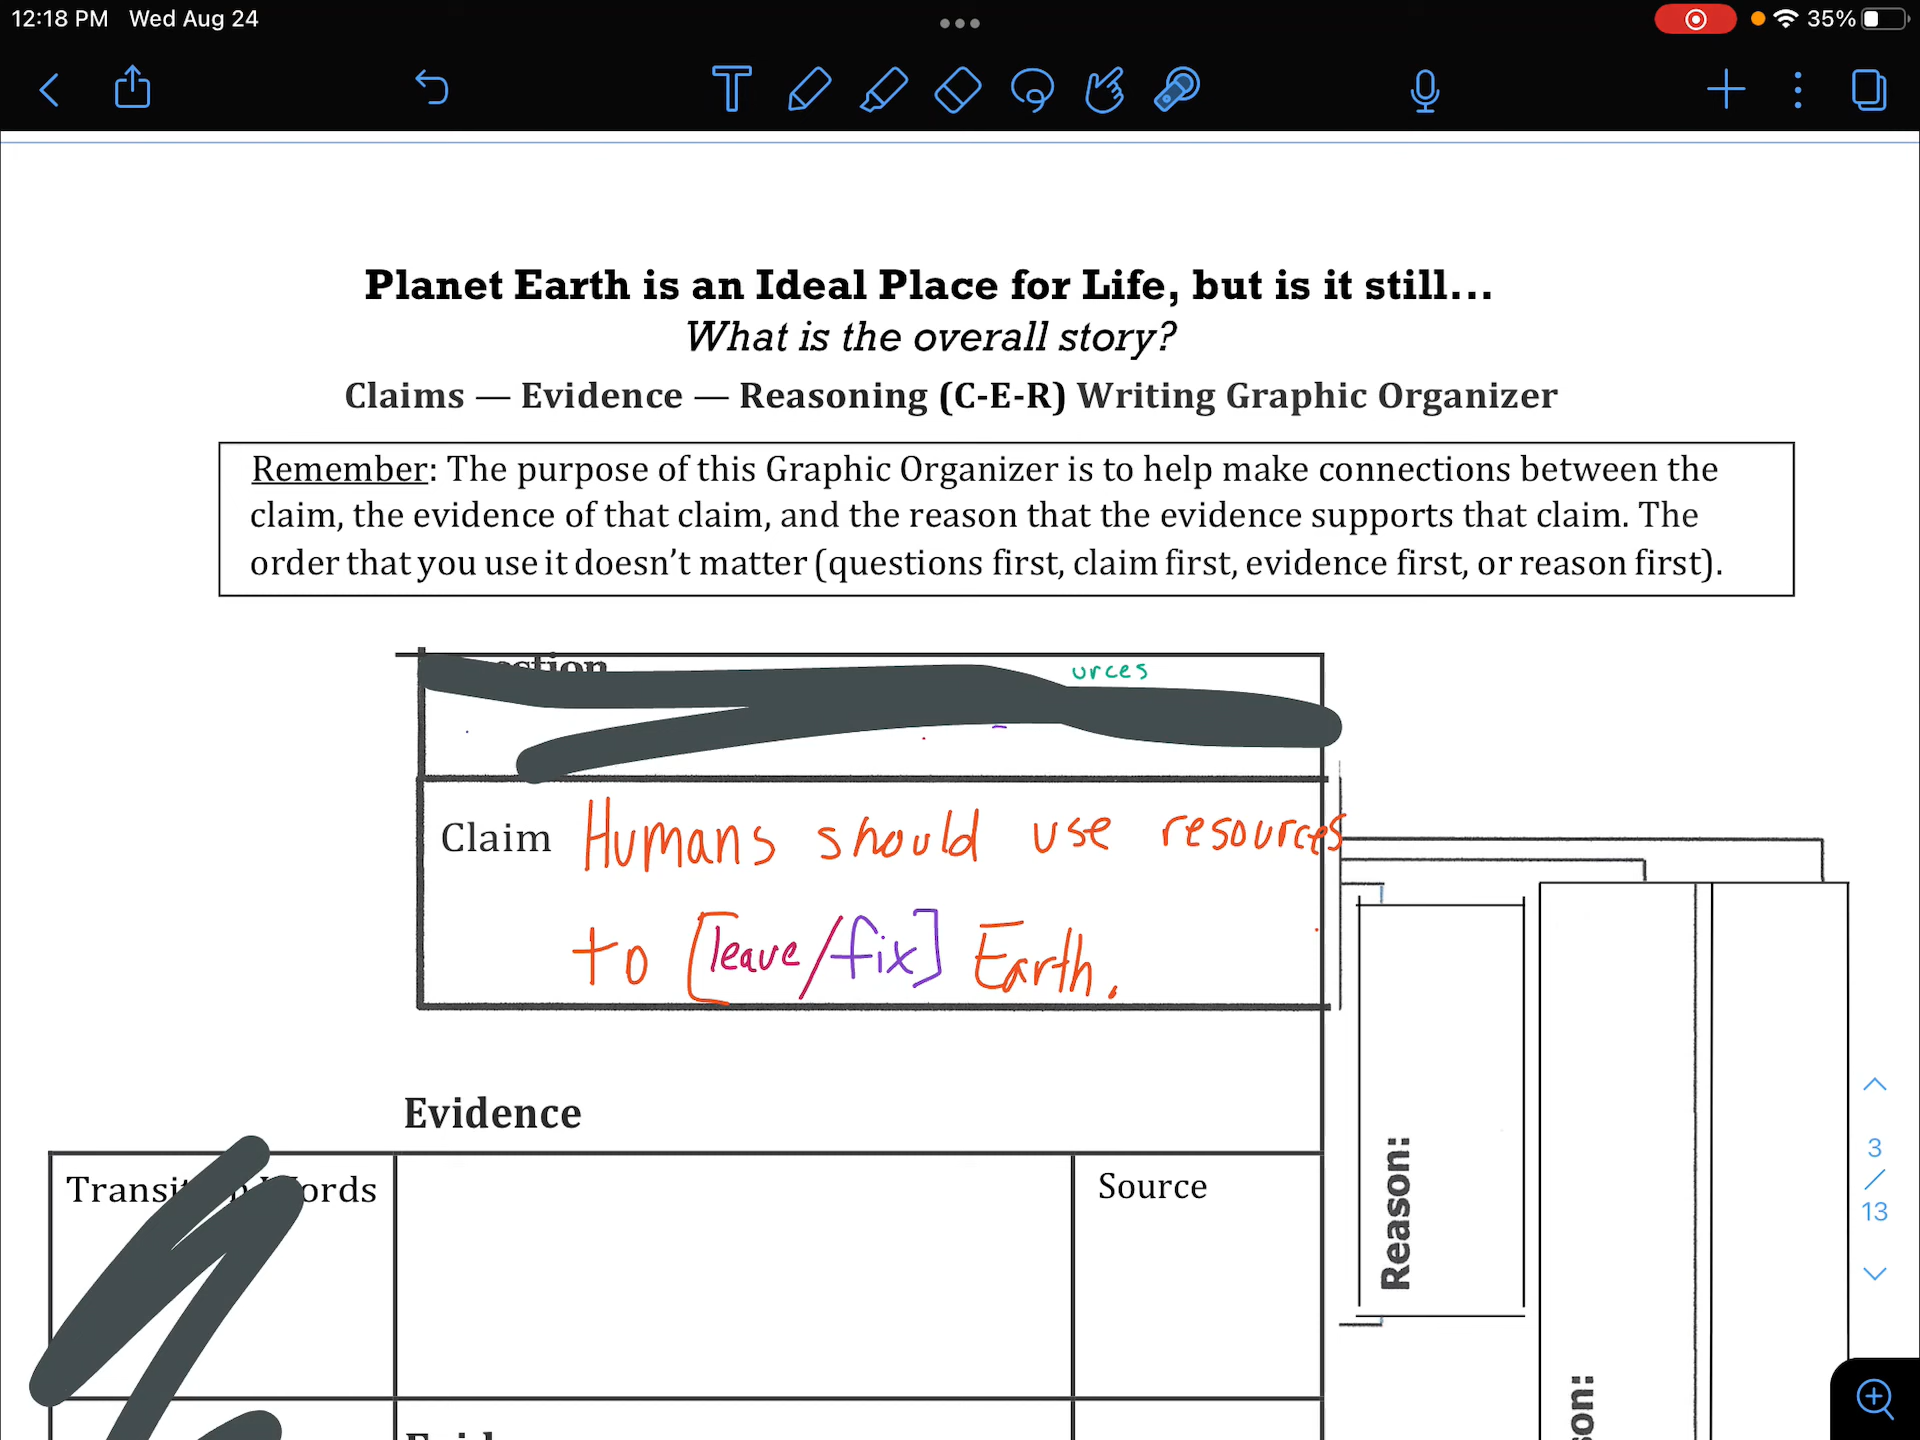 12:18 PM Wed Aug 24
35%
Planet Earth is an Ideal Place for Life, but is it still...
What is the overall story?
Claims — Evidence — Reasoning (C-E-R) Writing Graphic Organizer
Remember: The purpose of this Graphic Organizer is to help make connections between the
claim, the evidence of that claim, and the reason that the evidence supports that claim. The
order that you use it doesn't matter (questions first, claim first, evidence first, or reason first).
urces
Claim Humans should use resources
to [leave/fix] Earth.
Evidence
Source
Reason:
3
/
13